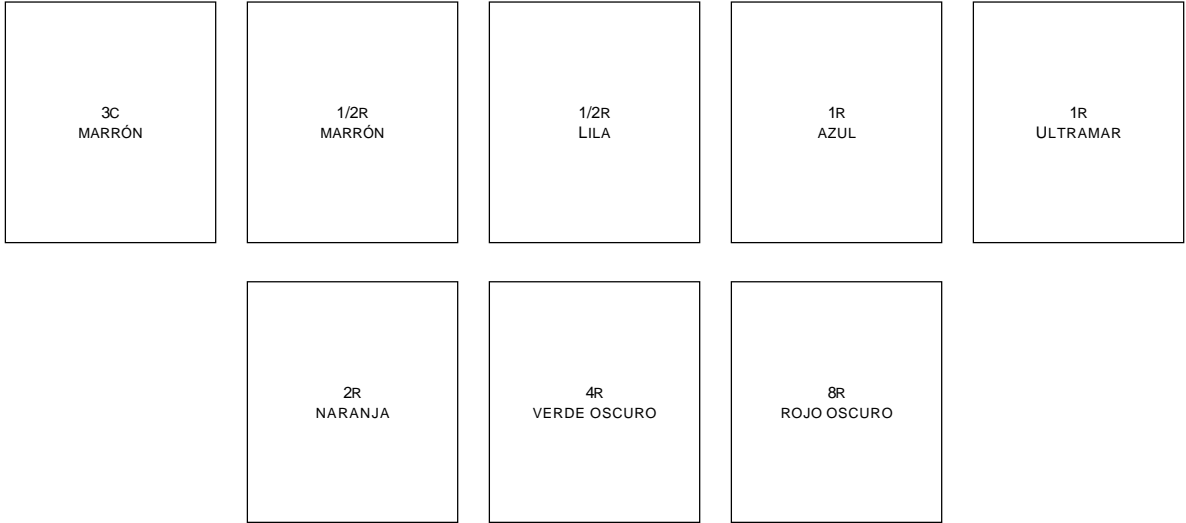 3C
MARRÓN
1/2R
MARRÓN
1/2R
LILA
1R
AZUL
1R
ULTRAMAR
2R
NARANJA
4R
VERDE OSCURO
8R
ROJO OSCURO